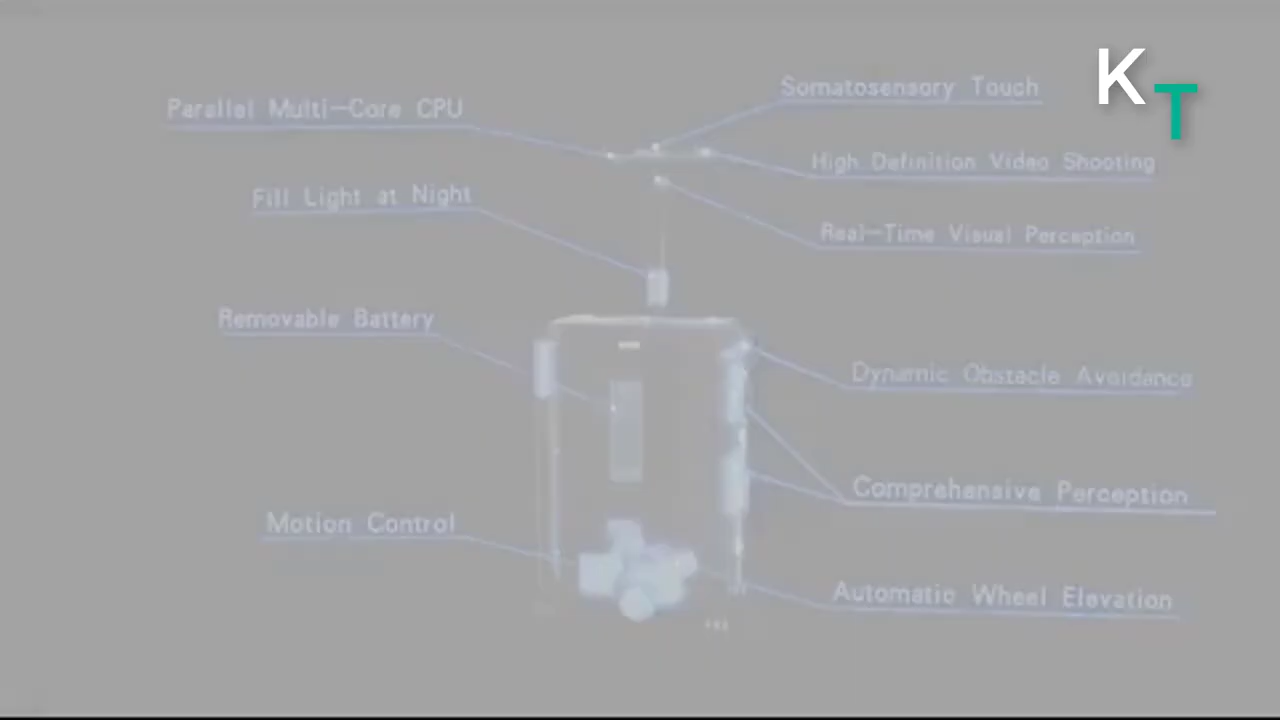 KT
Somatosensory Touch
Parallel Multi-Core CPU
High Definition Video Shooting
Fill Light at Night
Real-Time Visual Perception
Removable Battery
Dynamic Obstacle Avoidance
Comprehensive Perception
Motion Control
Automatic Wheel Elevation